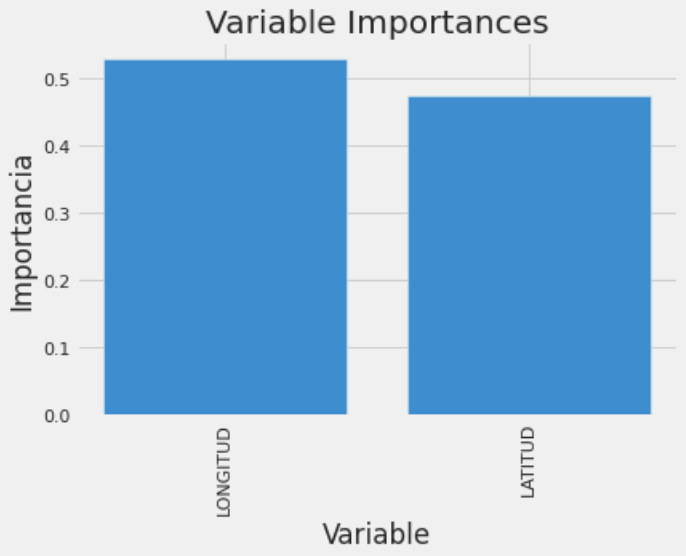 Variable Importances
Importancia
0.5
0.4
0.3
0.2
0.1
0.0
LONGITUD
LATITUD
Variable